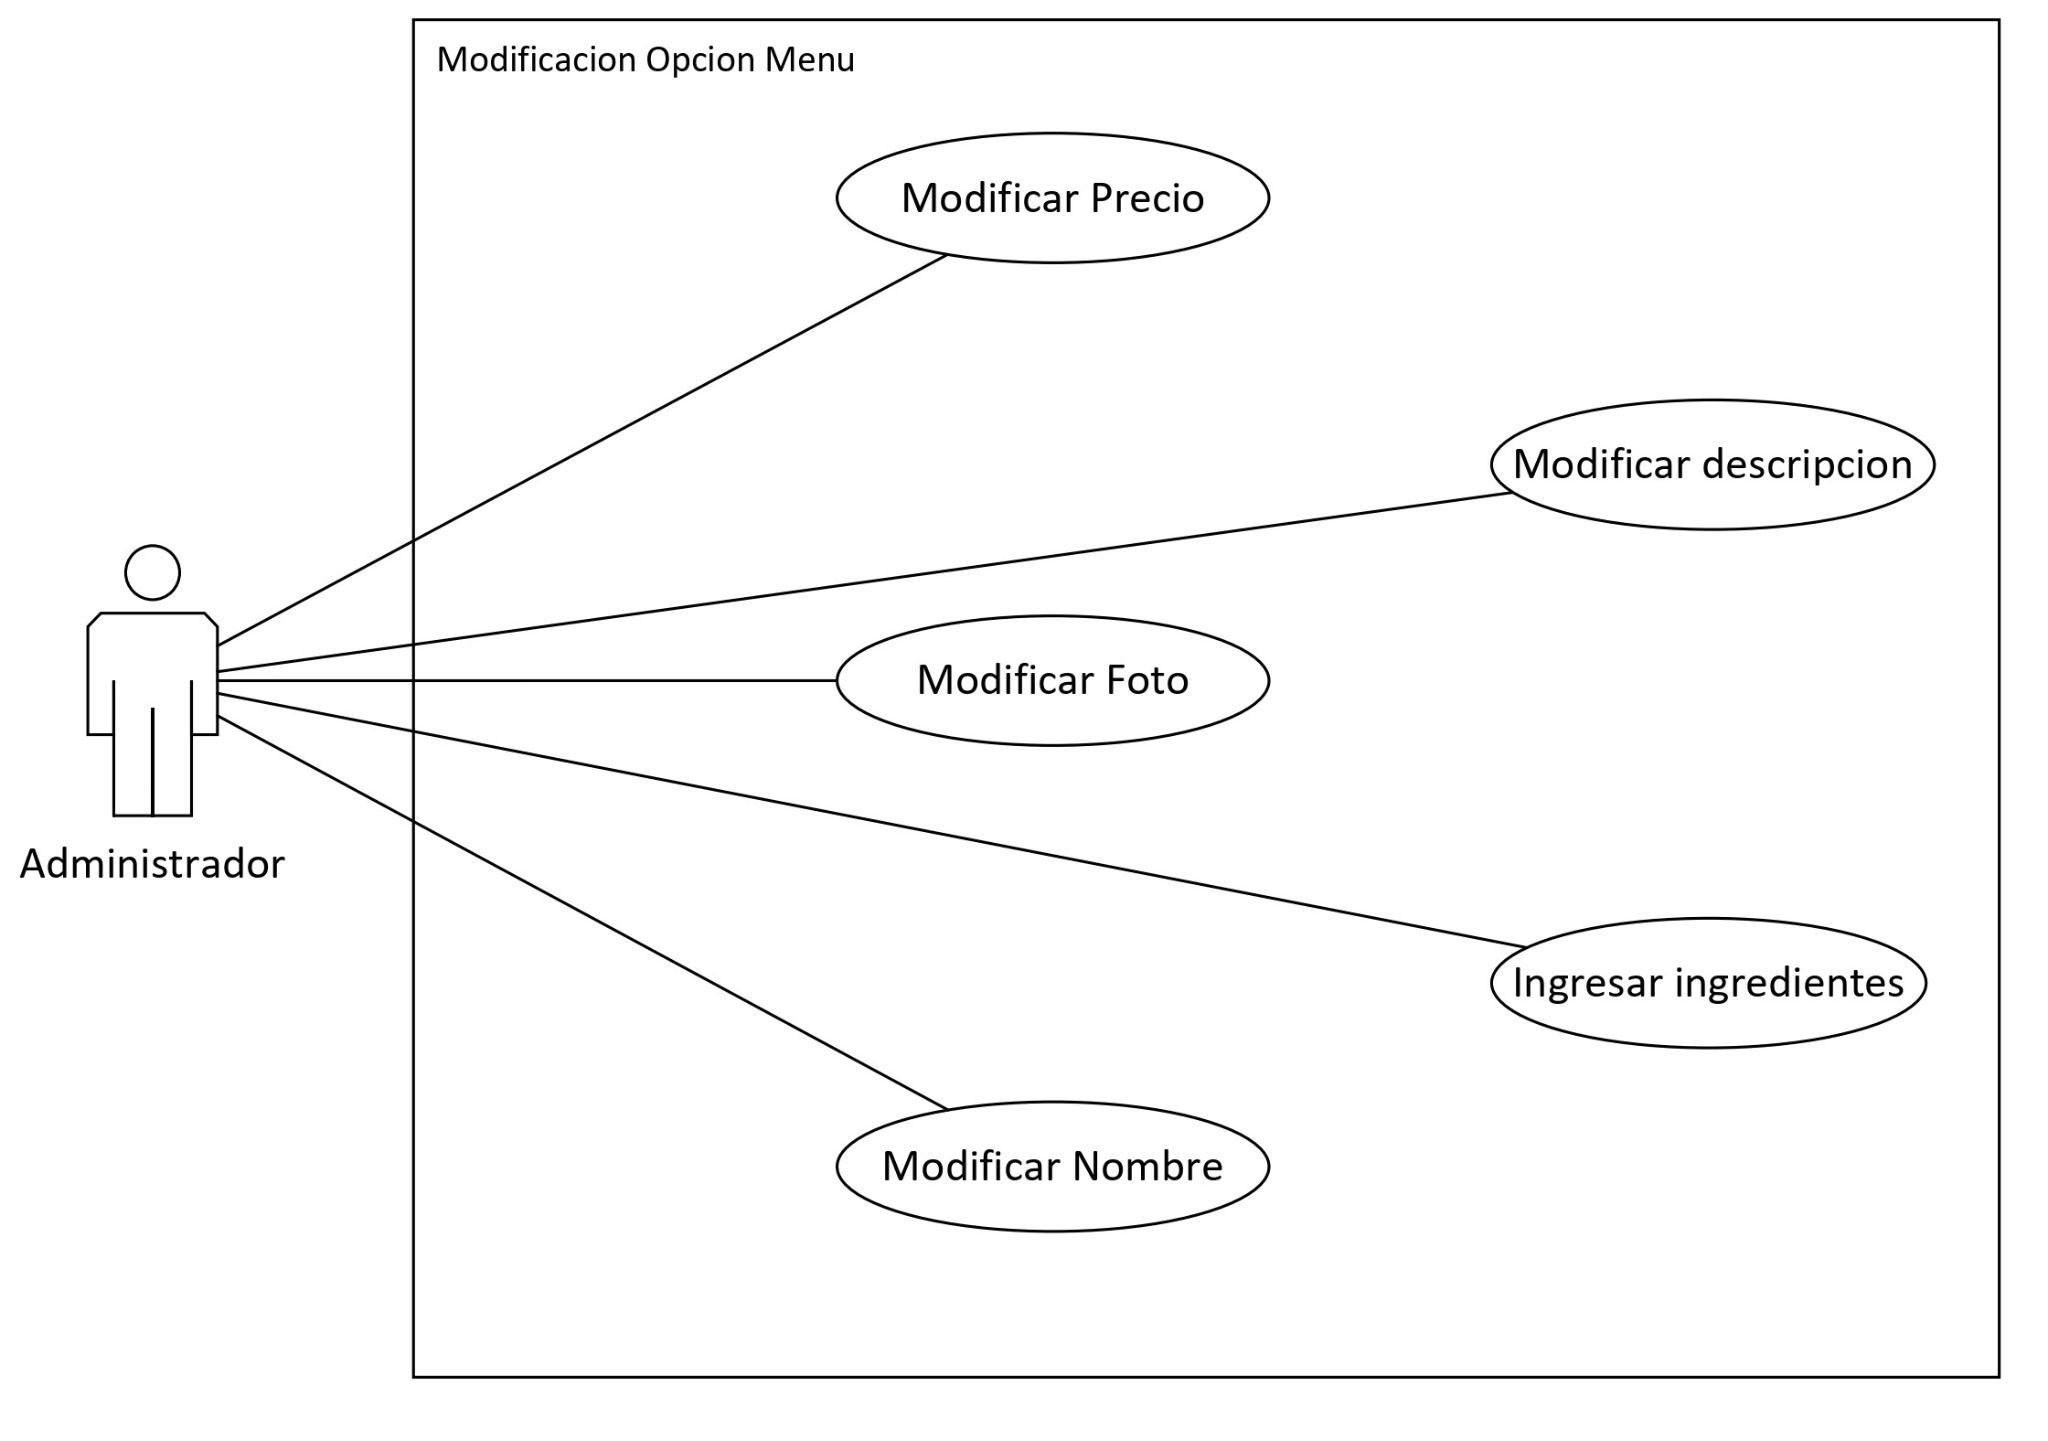 Modificacion Opcion Menu
Modificar Precio
Modificar descripcion
Modificar Foto
Administrador
Ingresar ingredientes
Modificar Nombre